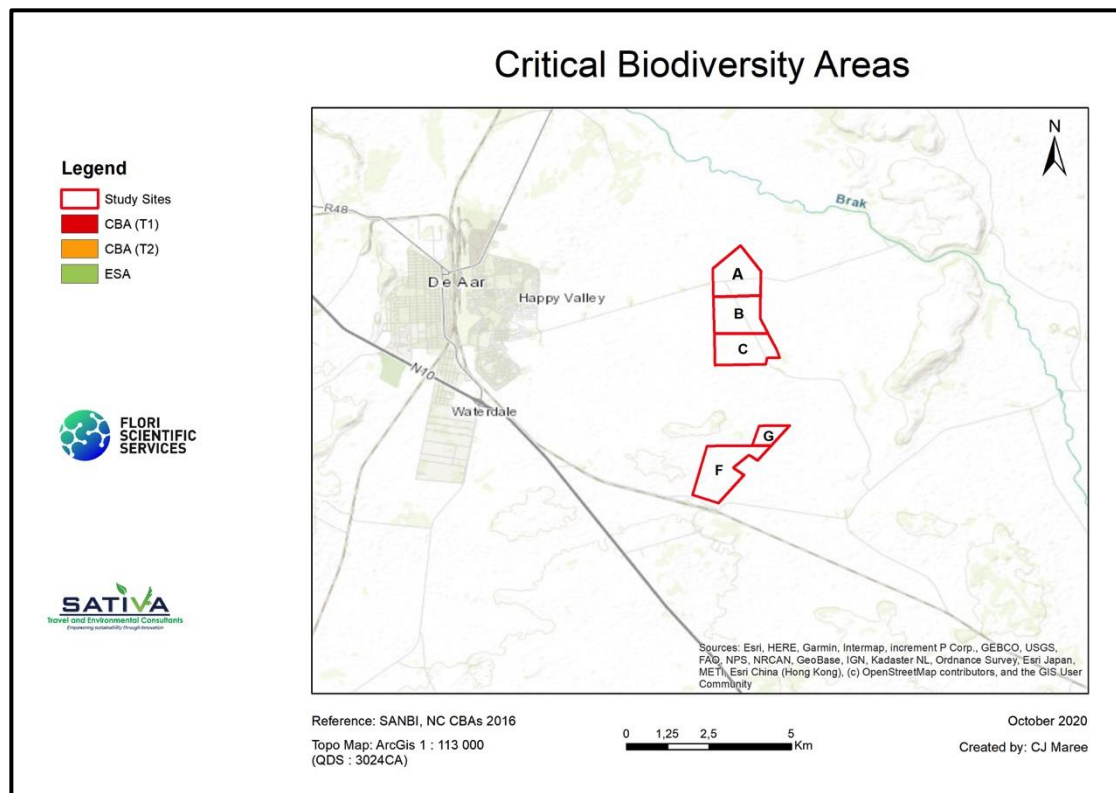 Critical Biodiversity Areas
Legend
Study Sites
CBA (T1)
CBA (T2)
ESA
FLORI
SCIENTIFIC
SERVICES
SATIVA
Travel and Environmental Consultants
Empowering sustainability through innovation
N
R48
De Aar
Happy Valley
N10
Waterdale
Brak
A
B
C
G
F
Sources: Esri, HERE, Garmin, Intermap, increment P Corp., GEBCO, USGS,
FAO, NPS, NRCAN, GeoBase, IGN, Kadaster NL, Ordnance Survey, Esri Japan,
METI, Esri China (Hong Kong), (c) OpenStreetMap contributors, and the GIS User
Community
Reference: SANBI, NC CBAs 2016
Topo Map: ArcGis 1 : 113 000
(QDS : 3024CA)
0 1,25 2,5 5
Km
October 2020
Created by: CJ Maree